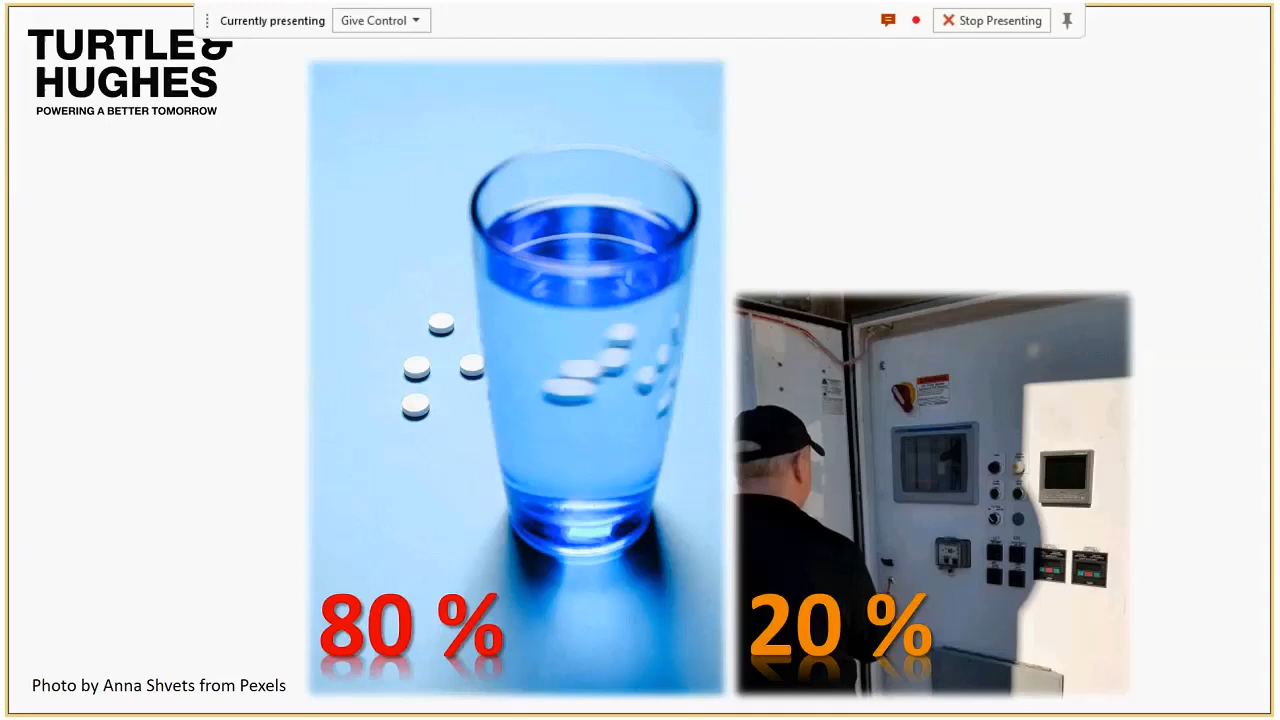 Currently presenting
Give Control
Stop Presenting
TURTLE&
HUGHES
POWERING A BETTER TOMORROW
80 %
20 %
Photo by Anna Shvets from Pexels